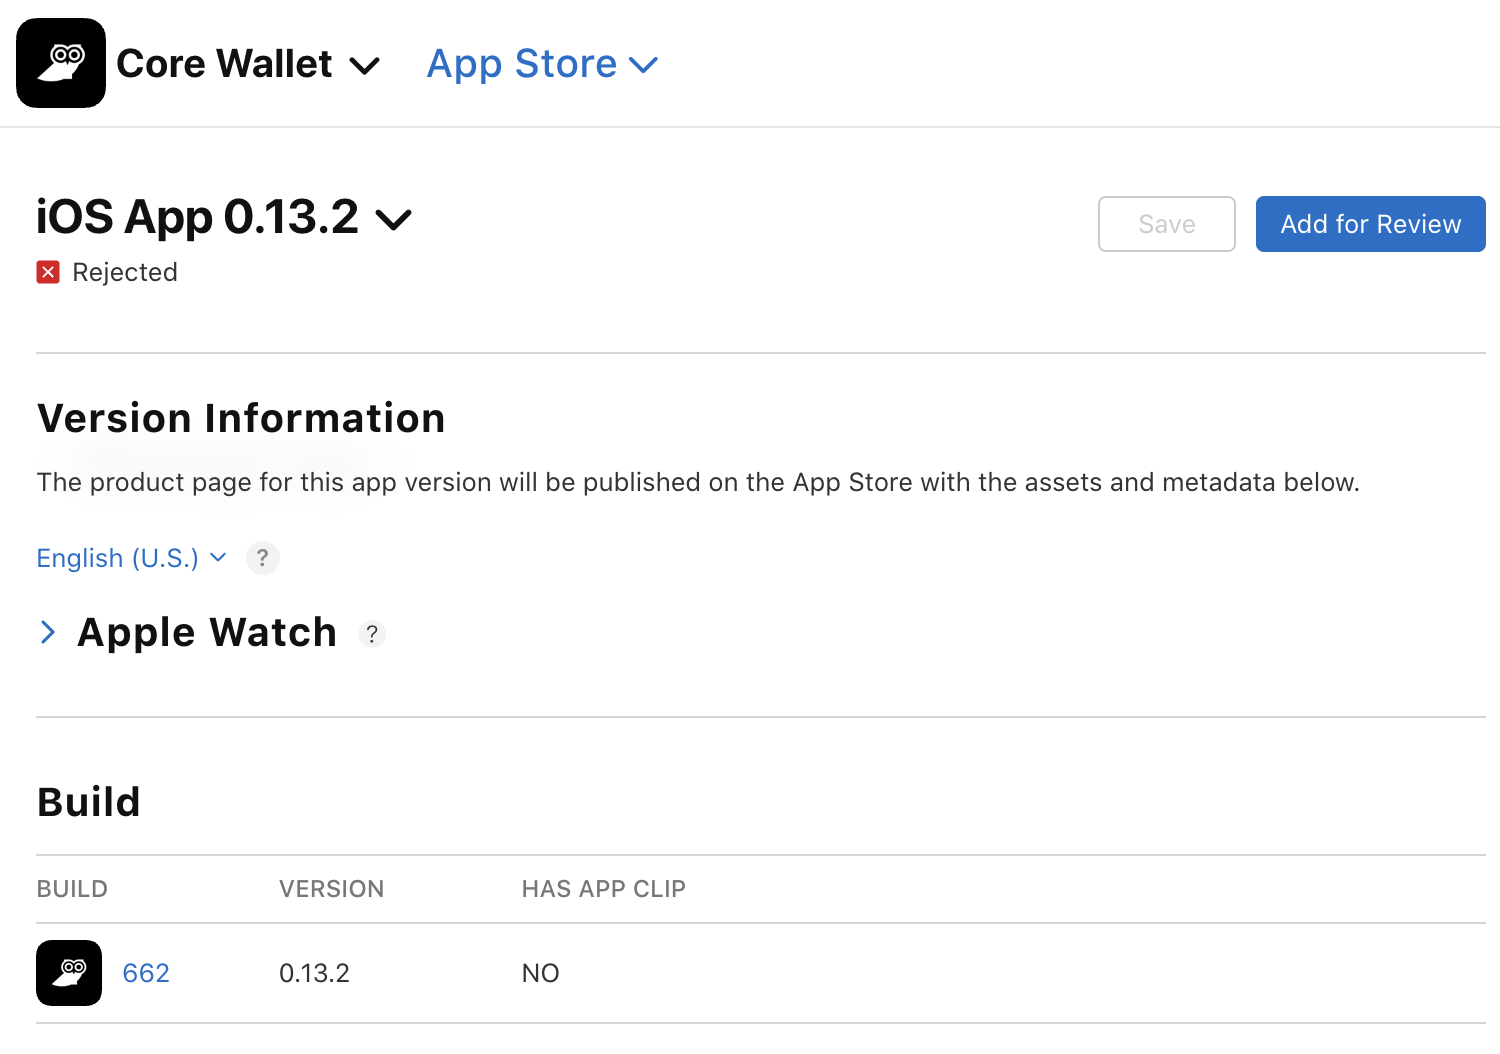 Core Wallet App Store
iOS App 0.13.2
Save Add for Review
Rejected
Version Information
The product page for this app version will be published on the App Store with the assets and metadata below.
English (U.S.) ?
Apple Watch ?
Build
BUILD VERSION HAS APP CLIP
662 0.13.2 NO